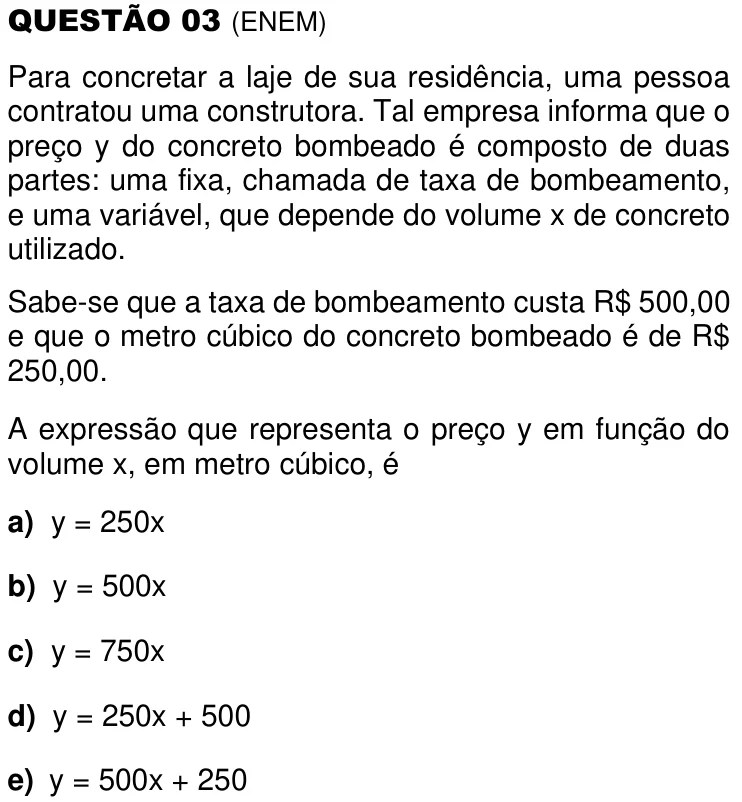 QUESTÃO 03 (ENEM)
Para concretar a laje de sua residência, uma pessoa
contratou uma construtora. Tal empresa informa que o
preço y do concreto bombeado é composto de duas
partes: uma fixa, chamada de taxa de bombeamento,
e uma variável, que depende do volume x de concreto
utilizado.
Sabe-se que a taxa de bombeamento custa R$ 500,00
e que o metro cúbico do concreto bombeado é de R$
250,00.
A expressão que representa o preço y em função do
volume x, em metro cúbico, é
a) y = 250x
b) y = 500x
c) y = 750x
d) y = 250x + 500
e) y = 500x + 250